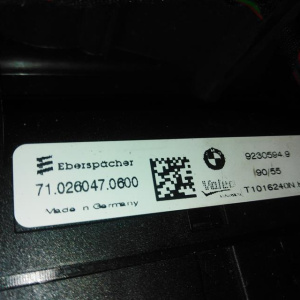 Eberspächer
71.026047.0600
Made in Germany
9230594.9
I90/55
Valeo
T1016240N